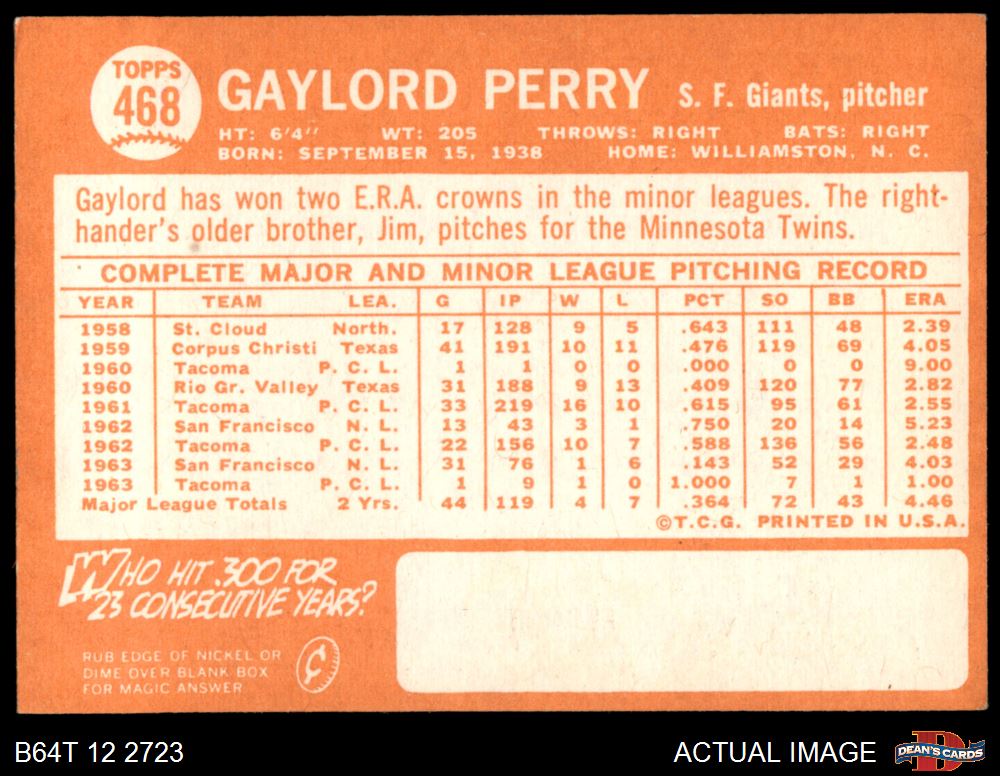 TOPPS
468
GAYLORD PERRY S. F. Giants, pitcher
HT: 6'4" WT: 205 THROWS: RIGHT BATS: RIGHT
BORN: SEPTEMBER 15, 1938 HOME: WILLIAMSTON, N. C.
Gaylord has won two E.R.A. crowns in the minor leagues. The right-
hander's older brother, Jim, pitches for the Minnesota Twins.
COMPLETE MAJOR AND MINOR LEAGUE PITCHING RECORD
YEAR TEAM LEA. G IP W L PCT SO BB ERA
1958 St. Cloud North. 17 128 9 5 .643 111 48 2.39
1959 Corpus Christi Texas 41 191 10 11 .476 119 69 4.05
1960 Tacoma P. C. L. 1 1 0 0 .000 0 0 9.00
1960 Rio Gr. Valley Texas 31 188 9 13 .409 120 77 2.82
1961 Tacoma P. C. L. 33 219 16 10 .615 95 61 2.55
1962 San Francisco N. L. 13 43 3 1 .750 20 14 5.23
1962 Tacoma P. C. L. 22 156 10 7 .588 136 56 2.48
1963 San Francisco N. L. 31 76 1 6 .143 52 29 4.03
1963 Tacoma P. C. L. 1 9 1 0 1.000 7 1 1.00
Major League Totals 2 Yrs. 44 119 4 7 .364 72 43 4.46
©T.C.G. PRINTED IN U.S.A.
WHO HIT .300 FOR
23 CONSECUTIVE YEARS?
RUB EDGE OF NICKEL OR
DIME OVER BLANK BOX
FOR MAGIC ANSWER
¢
B64T 12 2723 ACTUAL IMAGE D DEAN'S CARDS